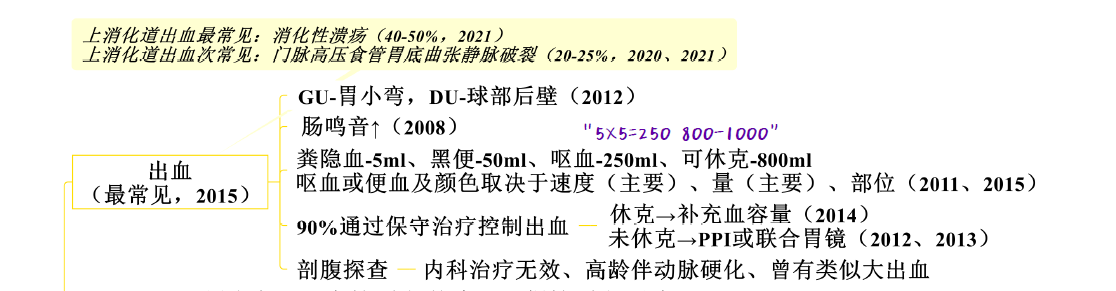 上消化道出血最常见：消化性溃疡（40-50%，2021）
上消化道出血次常见：门脉高压食管胃底曲张静脉破裂（20-25%，2020、2021）
GU-胃小弯，DU-球部后壁（2012）
肠鸣音↑（2008）
"5×5=250 800-1000"
粪隐血-5ml、黑便-50ml、呕血-250ml、可休克-800ml
出血
（最常见，2015）
呕血或便血及颜色取决于速度（主要）、量（主要）、部位（2011、2015）
90%通过保守治疗控制出血
休克→补充血容量（2014）
未休克→PPI或联合胃镜（2012、2013）
剖腹探查
内科治疗无效、高龄伴动脉硬化、曾有类似大出血